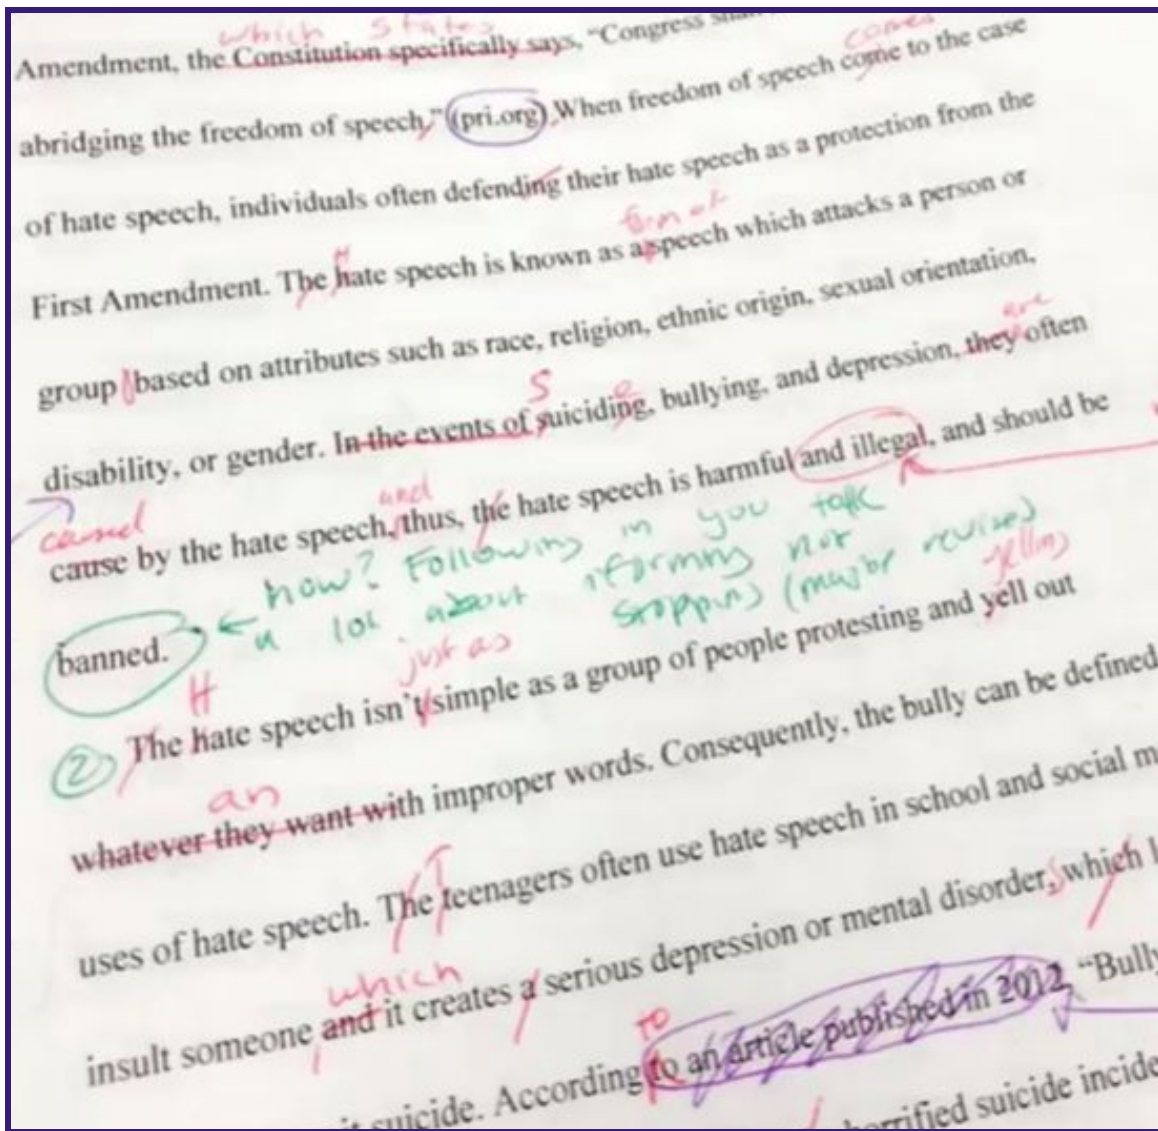 which states
Amendment, the Constitution specifically says, "Congress
comes
abridging the freedom of speech," (pri.org) When freedom of speech come to the case
of hate speech, individuals often defending their hate speech as a protection from the
form of
H
First Amendment. The hate speech is known as a speech which attacks a person or
group based on attributes such as race, religion, ethnic origin, sexual orientation,
are
S e
disability, or gender. In the events of suiciding, bullying, and depression, they often
caused and
cause by the hate speech, thus, the hate speech is harmful and illegal, and should be
how? Following in you talk
a lot about informing not
stopping (maybe revised)
banned.
just as yelling
H
② The hate speech isn't simple as a group of people protesting and yell out
an
whatever they want with improper words. Consequently, the bully can be defined
T
uses of hate speech. The teenagers often use hate speech in school and social
which s
insult someone and it creates a serious depression or mental disorder, which
to
suicide. According to an article published in 2012, "Bully
horrified suicide